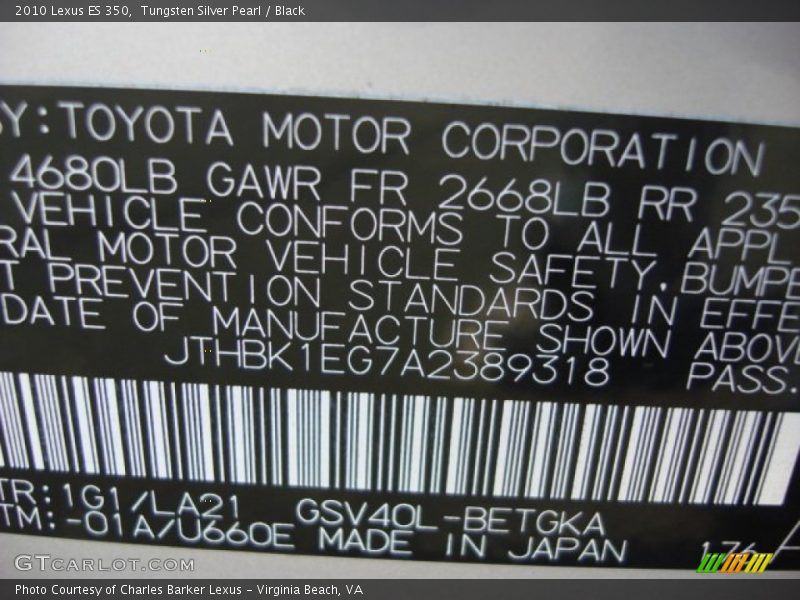 2010 Lexus ES 350, Tungsten Silver Pearl / Black
BY: TOYOTA MOTOR CORPORATION
4680LB GAWR FR 2668LB RR 235
VEHICLE CONFORMS TO ALL APPL
RAL MOTOR VEHICLE SAFETY, BUMPE
T PREVENTION STANDARDS IN EFFE
DATE OF MANUFACTURE SHOWN ABOVE
JTHBK1EG7A2389318 PASS.
TR: 1G1/LA21 GSV40L-BETGKA
TM: -01A/U660E MADE IN JAPAN 176 A
GTCARLOT.COM
Photo Courtesy of Charles Barker Lexus - Virginia Beach, VA